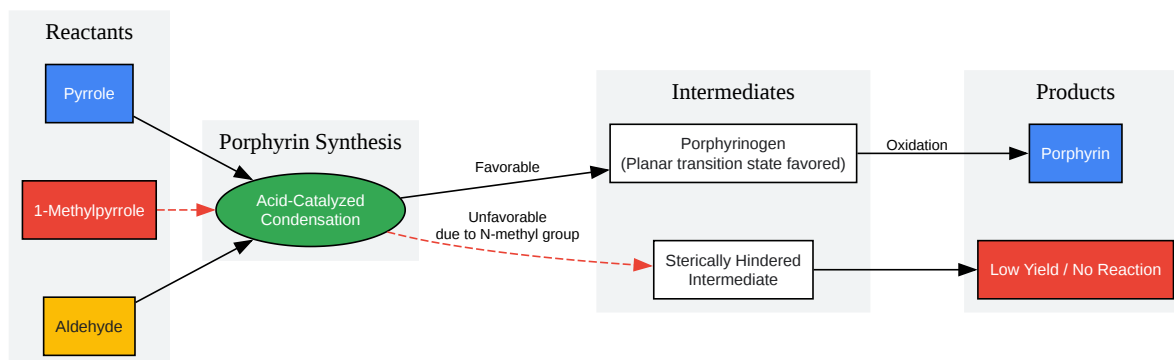 Reactants
Pyrrole
1-Methylpyrrole
Aldehyde
Porphyrin Synthesis
Acid-Catalyzed
Condensation
Favorable
Unfavorable
due to N-methyl group
Intermediates
Porphyrinogen
(Planar transition state favored)
Sterically Hindered
Intermediate
Oxidation
Products
Porphyrin
Low Yield / No Reaction